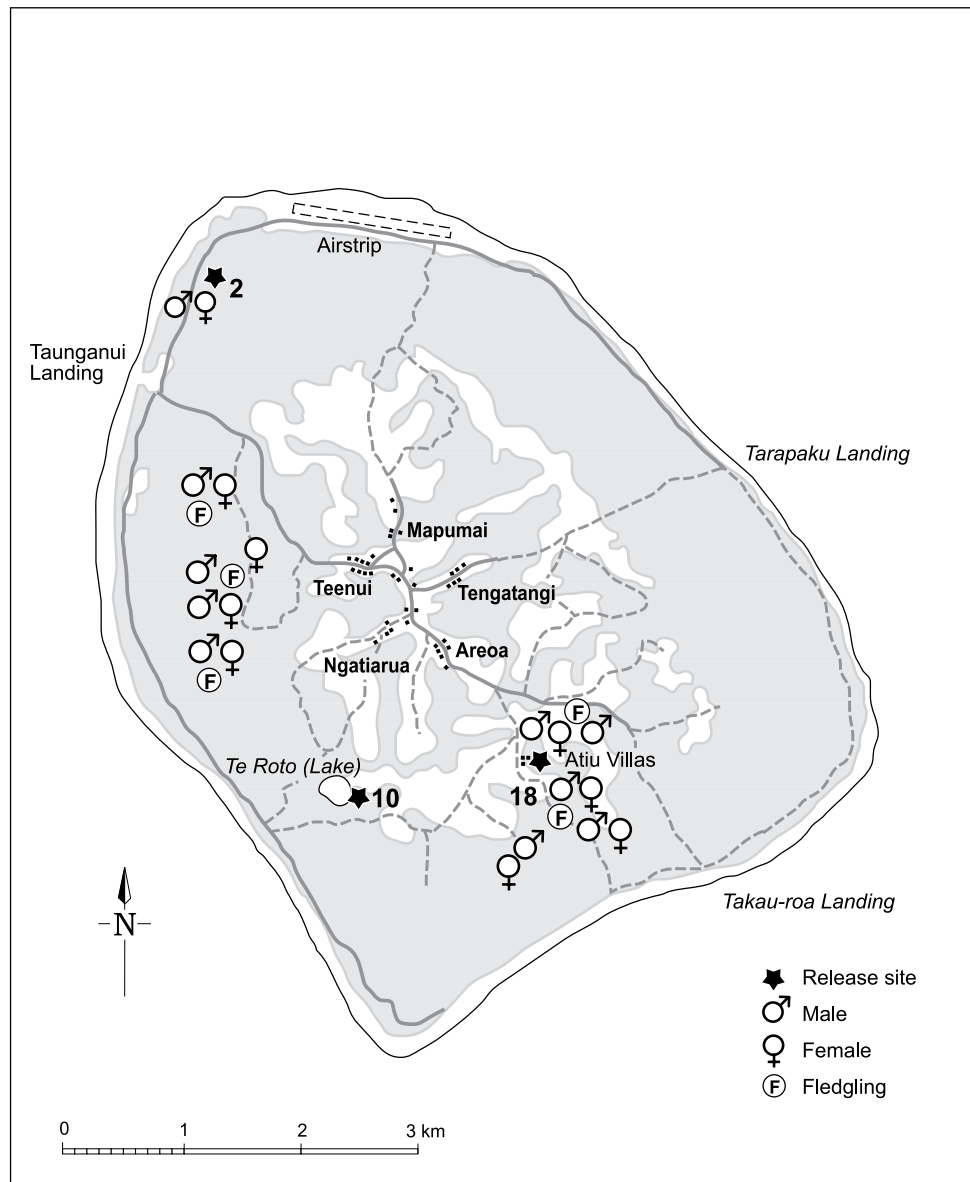 Airstrip
2
Taunganui
Landing
Tarapaku Landing
F
Mapumai
F
Teenui
Tengatangi
Ngatiarua
Areoa
F
F
Te Roto (Lake)
Atiu Villas
10
18
F
Takau-roa Landing
N
Release site
Male
Female
F Fledgling
0 1 2 3 km